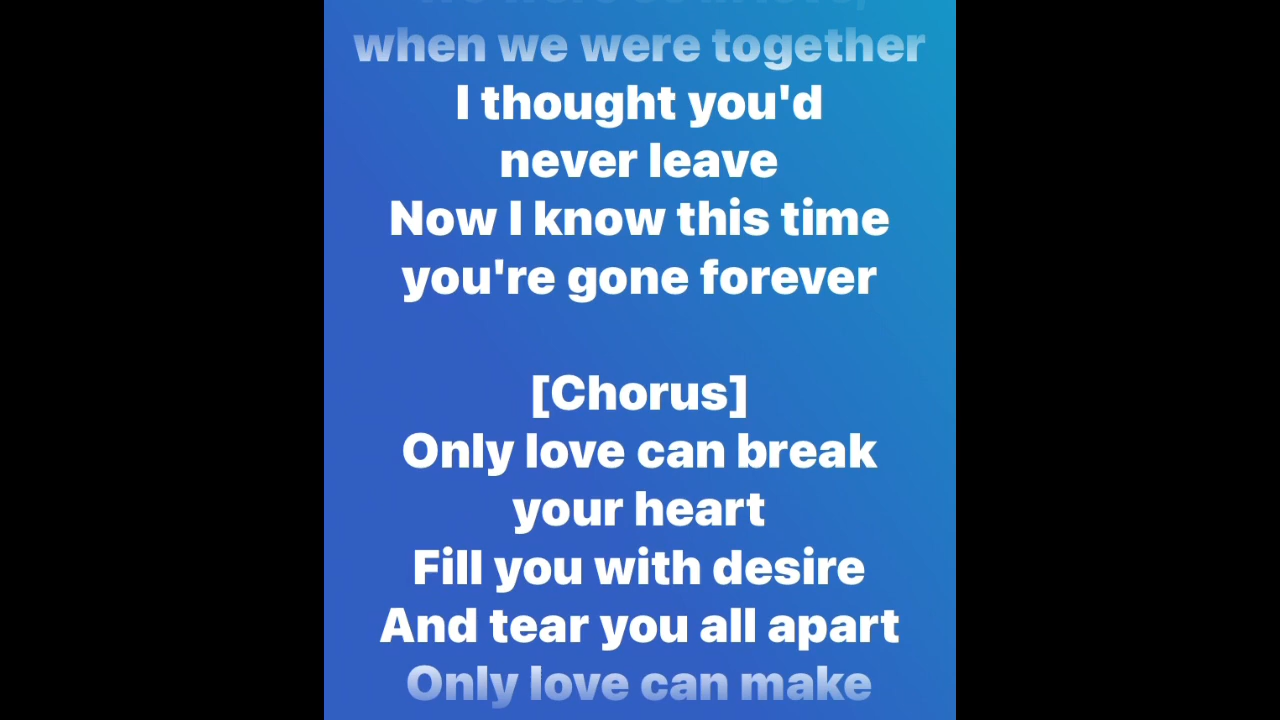 when we were together
I thought you'd
never leave
Now I know this time
you're gone forever
[Chorus]
Only love can break
your heart
Fill you with desire
And tear you all apart
Only love can make